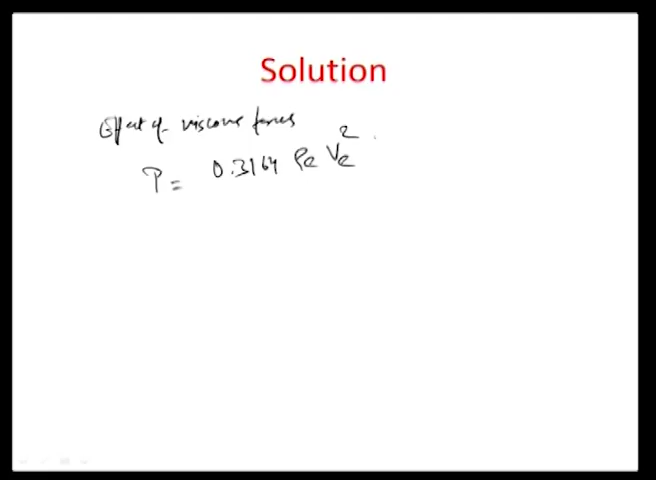 Solution
Effect of viscous forces
τ = 0.3164 ρe Ve²